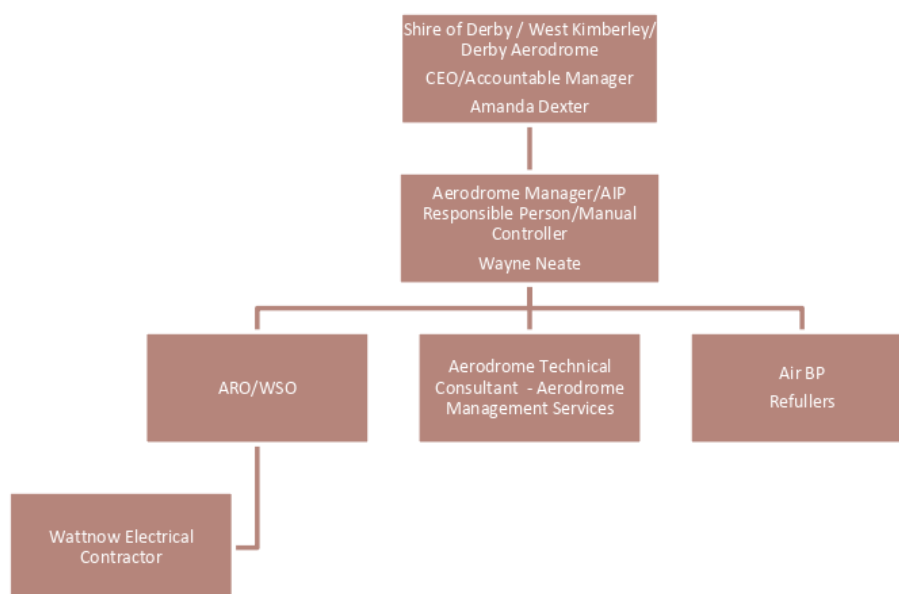 Shire of Derby / West Kimberley/
Derby Aerodrome
CEO/Accountable Manager
Amanda Dexter
Aerodrome Manager/AIP
Responsible Person/Manual
Controller
Wayne Neate
ARO/WSO
Aerodrome Technical
Consultant - Aerodrome
Management Services
Air BP
Refullers
Wattnow Electrical
Contractor